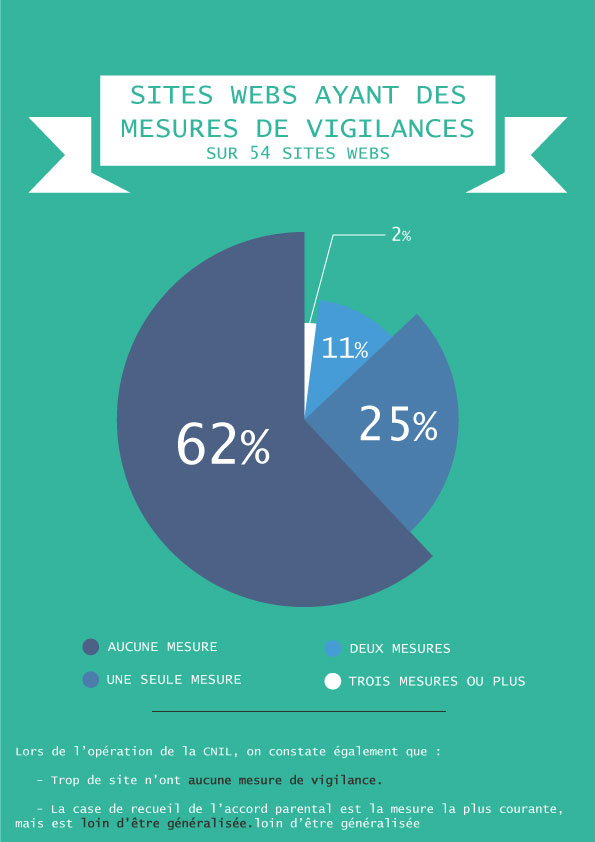 SITES WEBS AYANT DES
MESURES DE VIGILANCES
SUR 54 SITES WEBS
2%
11%
25%
62%
AUCUNE MESURE
DEUX MESURES
UNE SEULE MESURE
TROIS MESURES OU PLUS
Lors de l'opération de la CNIL, on constate également que :
- Trop de site n'ont aucune mesure de vigilance.
- La case de recueil de l'accord parental est la mesure la plus courante,
mais est loin d'être généralisée.loin d'être généralisée